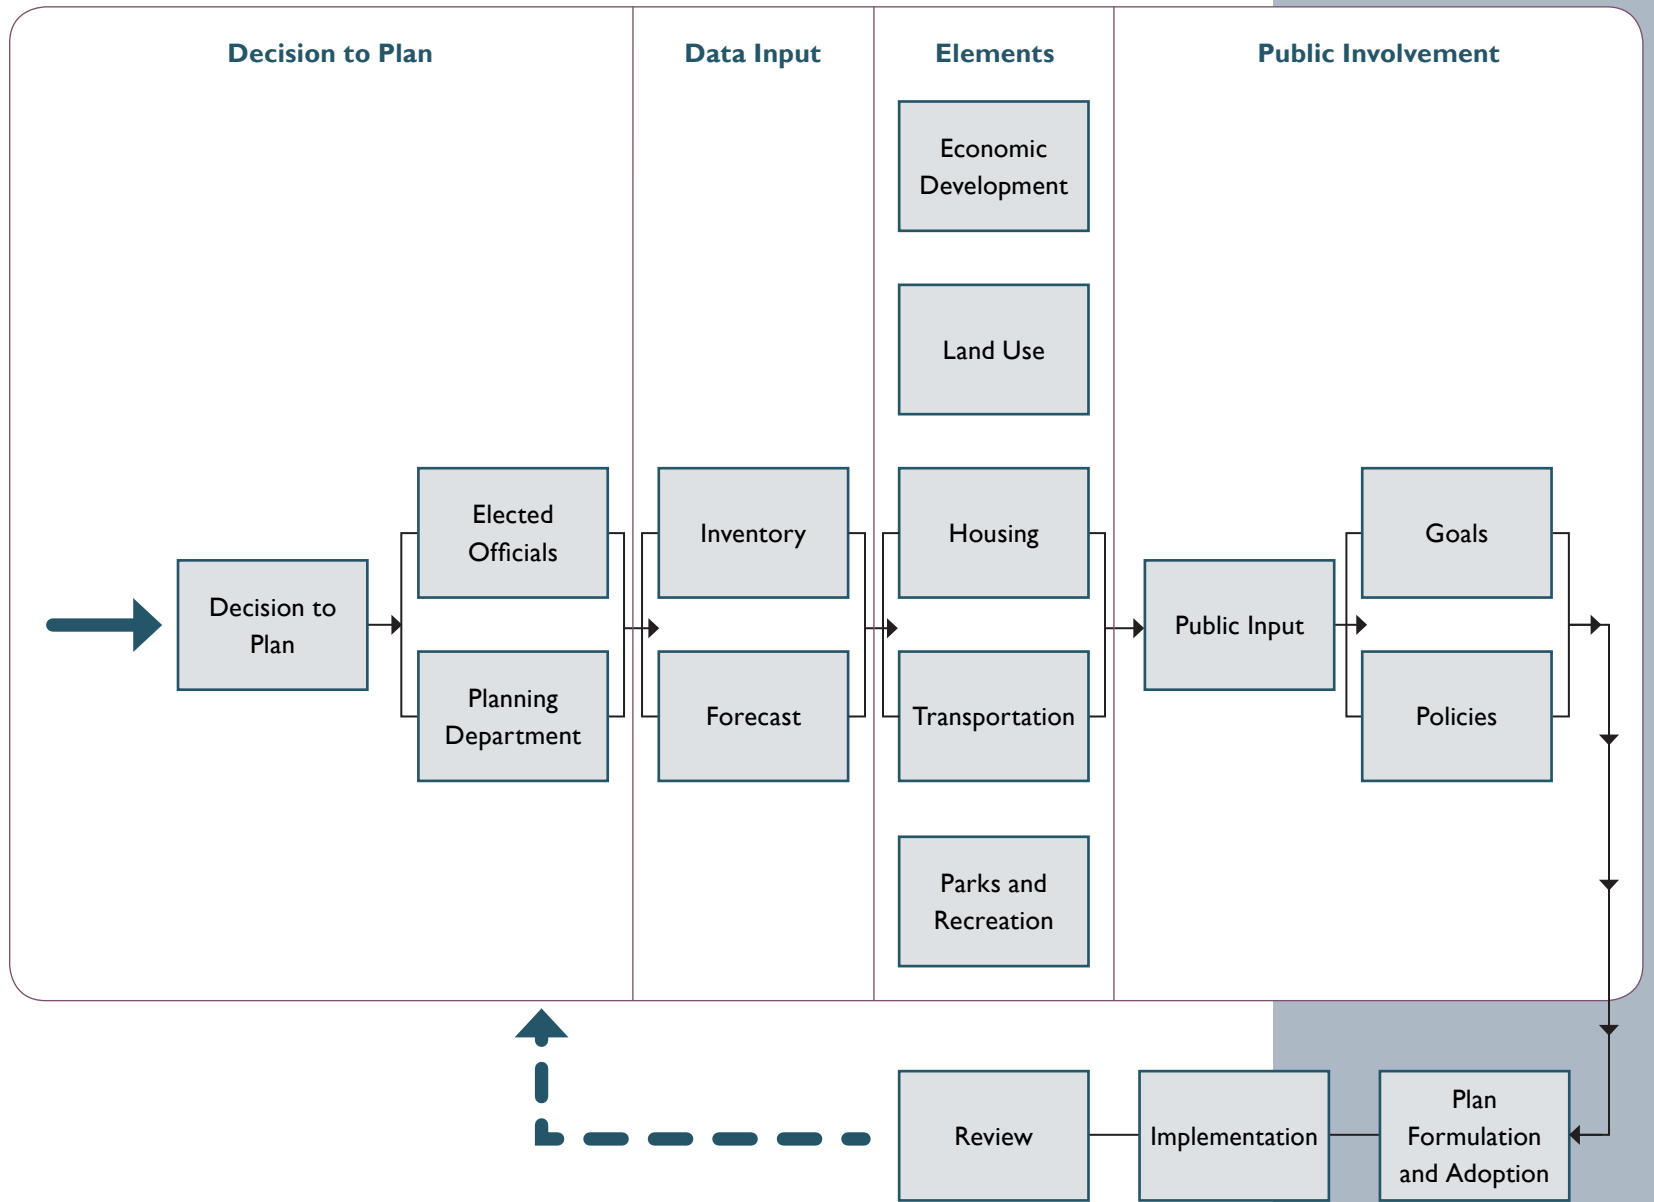 Decision to Plan
Data Input
Elements
Public Involvement
Economic
Development
Land Use
Elected
Officials
Inventory
Housing
Goals
Decision to
Plan
Public Input
Planning
Department
Forecast
Transportation
Policies
Parks and
Recreation
Review
Implementation
Plan
Formulation
and Adoption